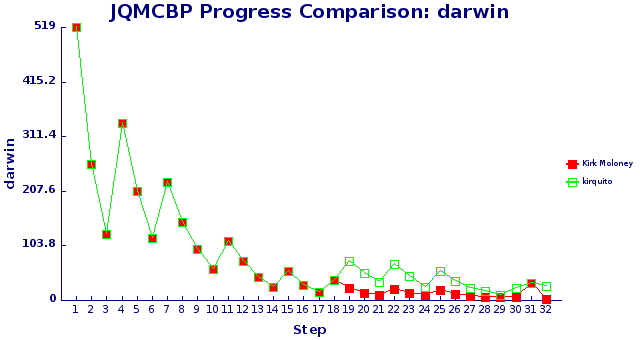 JQMCBP Progress Comparison: darwin
519
415.2
311.4
207.6
103.8
0
darwin
1 2 3 4 5 6 7 8 9 10 11 12 13 14 15 16 17 18 19 20 21 22 23 24 25 26 27 28 29 30 31 32
Step
Kirk Moloney
kirquito